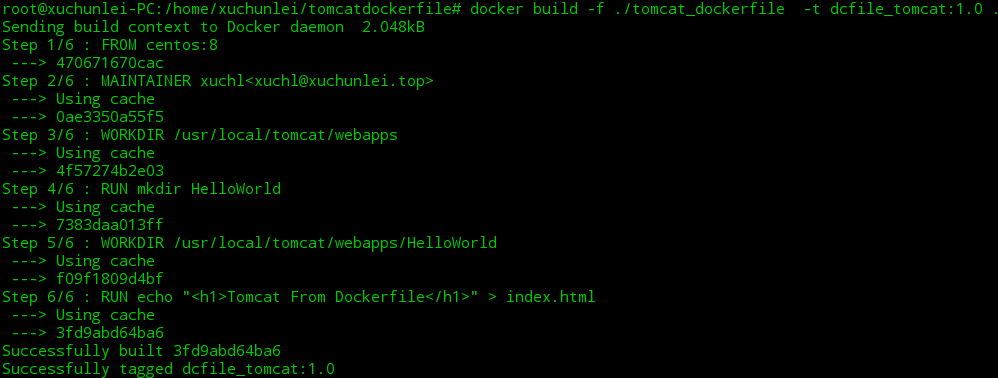 root@xuchunlei-PC:/home/xuchunlei/tomcatdockerfile# docker build -f ./tomcat_dockerfile  -t dcfile_tomcat:1.0 .
Sending build context to Docker daemon  2.048kB
Step 1/6 : FROM centos:8
 ---> 470671670cac
Step 2/6 : MAINTAINER xuchl<xuchl@xuchunlei.top>
 ---> Using cache
 ---> 0ae3350a55f5
Step 3/6 : WORKDIR /usr/local/tomcat/webapps
 ---> Using cache
 ---> 4f57274b2e03
Step 4/6 : RUN mkdir HelloWorld
 ---> Using cache
 ---> 7383daa013ff
Step 5/6 : WORKDIR /usr/local/tomcat/webapps/HelloWorld
 ---> Using cache
 ---> f09f1809d4bf
Step 6/6 : RUN echo "<h1>Tomcat From Dockerfile</h1>" > index.html
 ---> Using cache
 ---> 3fd9abd64ba6
Successfully built 3fd9abd64ba6
Successfully tagged dcfile_tomcat:1.0